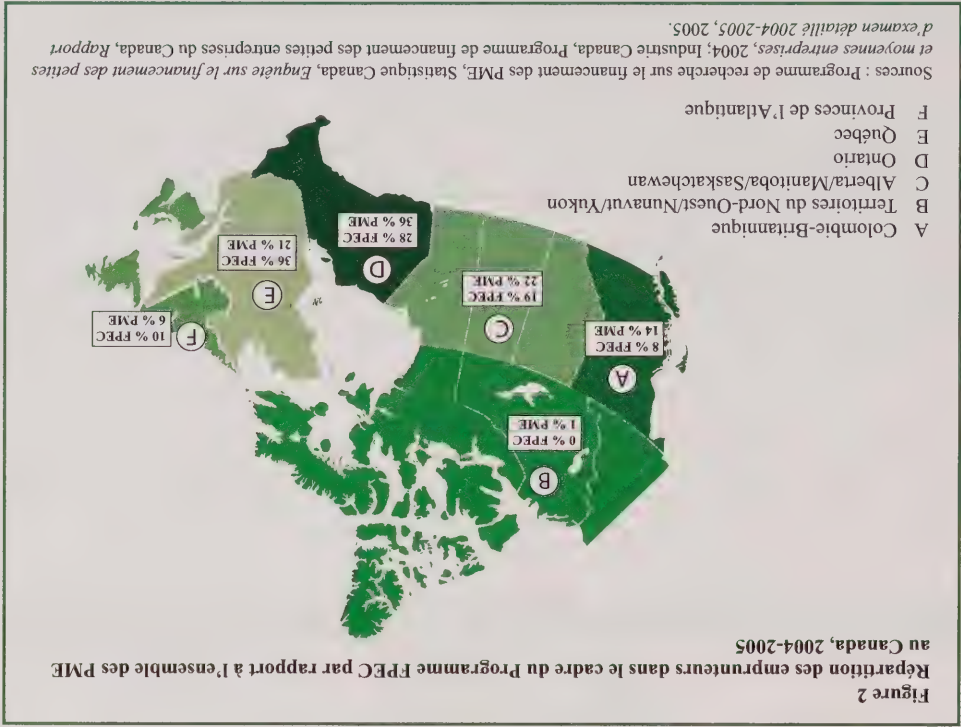 Figure 2
Répartition des emprunteurs dans le cadre du Programme FPEC par rapport à l'ensemble des PME
au Canada, 2004-2005
B
0 % FPEC
1 % PME
A
8 % FPEC
14 % PME
C
19 % FPEC
22 % PME
D
28 % FPEC
36 % PME
E
36 % FPEC
21 % PME
F
10 % FPEC
6 % PME
A Colombie-Britannique
B Territoires du Nord-Ouest/Nunavut/Yukon
C Alberta/Manitoba/Saskatchewan
D Ontario
E Québec
F Provinces de l'Atlantique
Sources : Programme de recherche sur le financement des PME, Statistique Canada, Enquête sur le financement des petites
et moyennes entreprises, 2004; Industrie Canada, Programme de financement des petites entreprises du Canada, Rapport
d'examen détaillé 2004-2005, 2005.